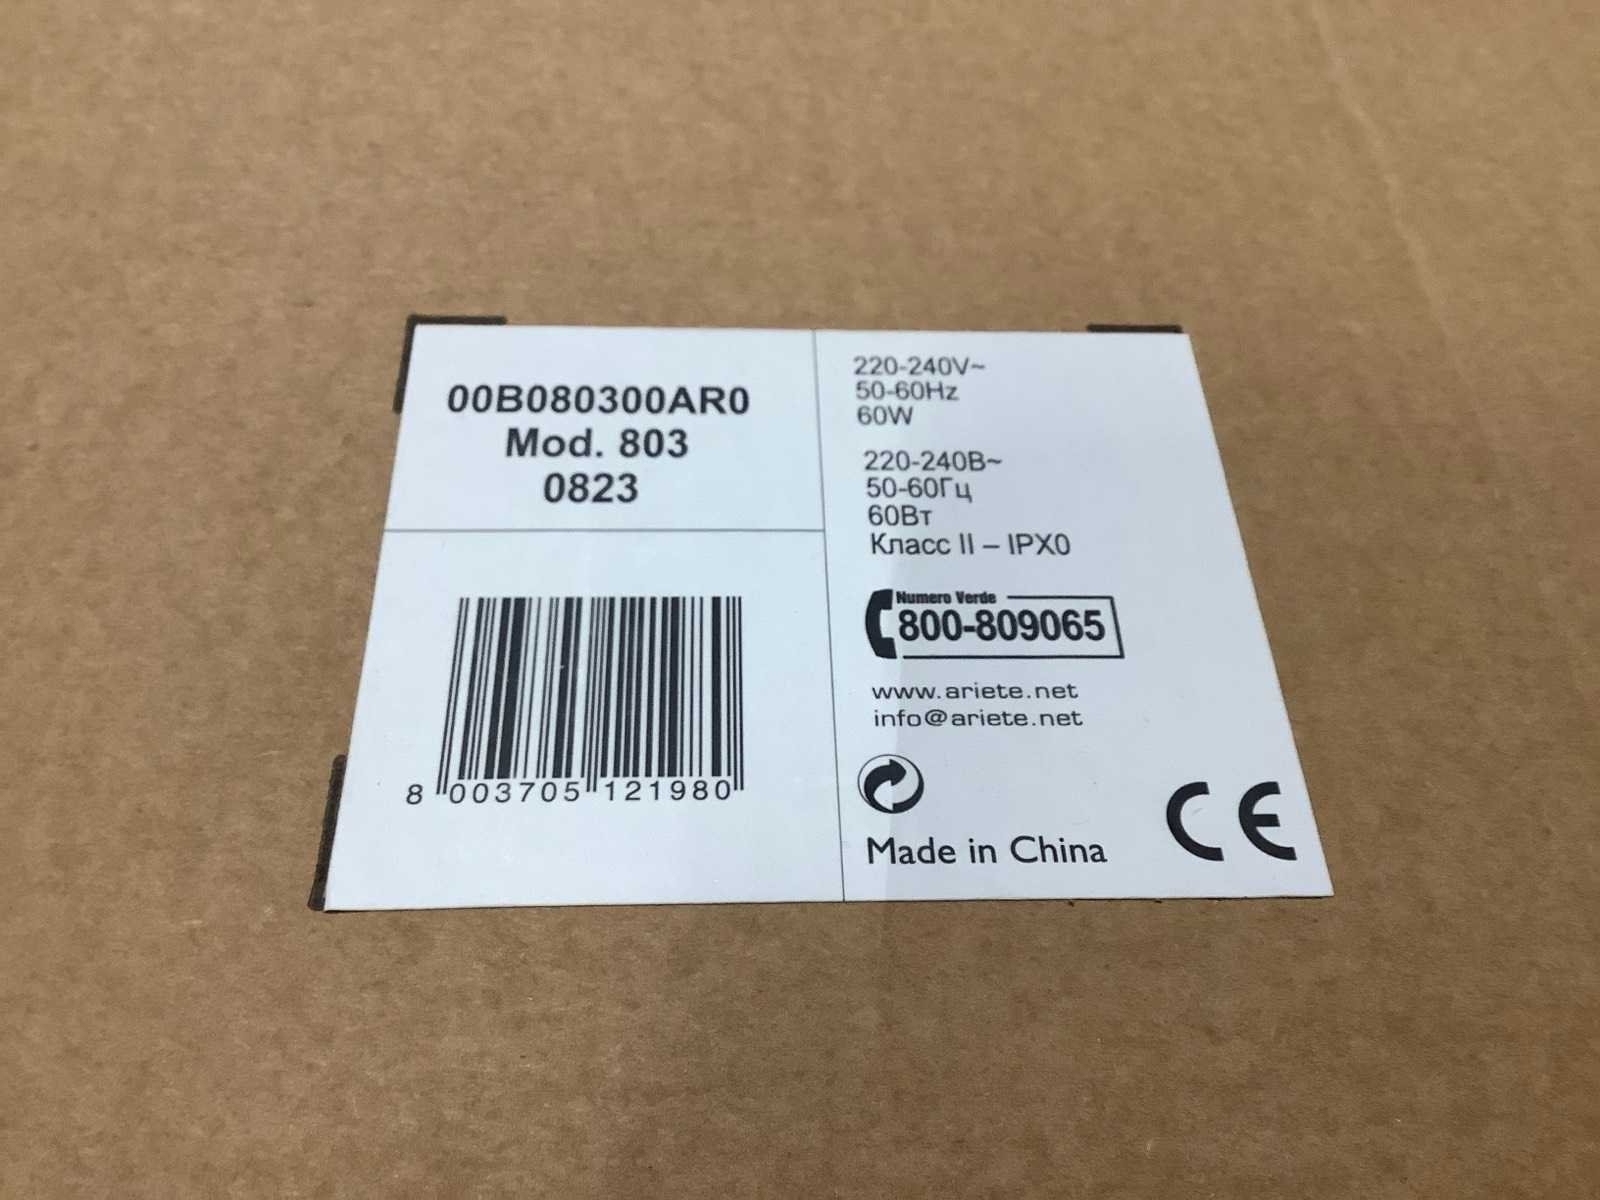 00B080300AR0
Mod. 803
0823
8 003705 121980
220-240V~
50-60Hz
60W
220-240В~
50-60Гц
60Вт
Класс II – IPX0
Numero Verde
800-809065
www.ariete.net
info@ariete.net
CE
Made in China